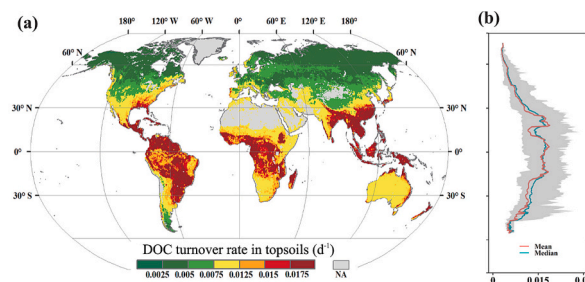 (a)
180° 120° W 60° W 0° 60° E 120° E 180°
60° N 60° N
30° N 30° N
0° 0°
30° S 30° S
DOC turnover rate in topsoils (d⁻¹)
0.0025 0.005 0.0075 0.0125 0.015 0.0175 NA
(b)
Mean
Median
0 0.015 0.0